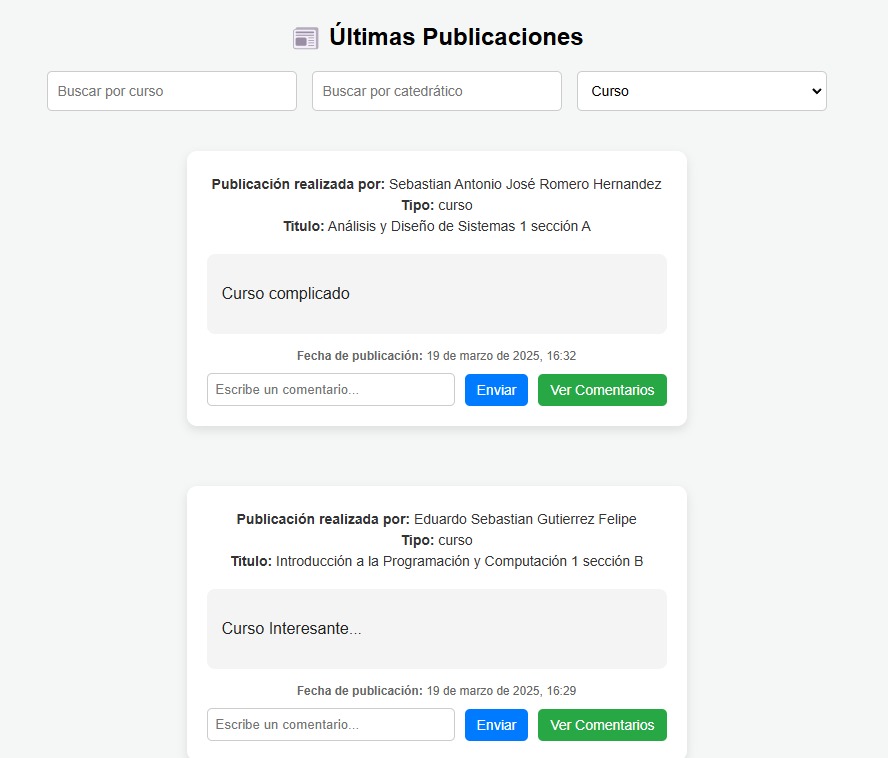 Últimas Publicaciones
Buscar por curso
Buscar por catedrático
Curso
Publicación realizada por: Sebastian Antonio José Romero Hernandez
Tipo: curso
Titulo: Análisis y Diseño de Sistemas 1 sección A
Curso complicado
Fecha de publicación: 19 de marzo de 2025, 16:32
Escribe un comentario...
Enviar
Ver Comentarios
Publicación realizada por: Eduardo Sebastian Gutierrez Felipe
Tipo: curso
Titulo: Introducción a la Programación y Computación 1 sección B
Curso Interesante...
Fecha de publicación: 19 de marzo de 2025, 16:29
Escribe un comentario...
Enviar
Ver Comentarios